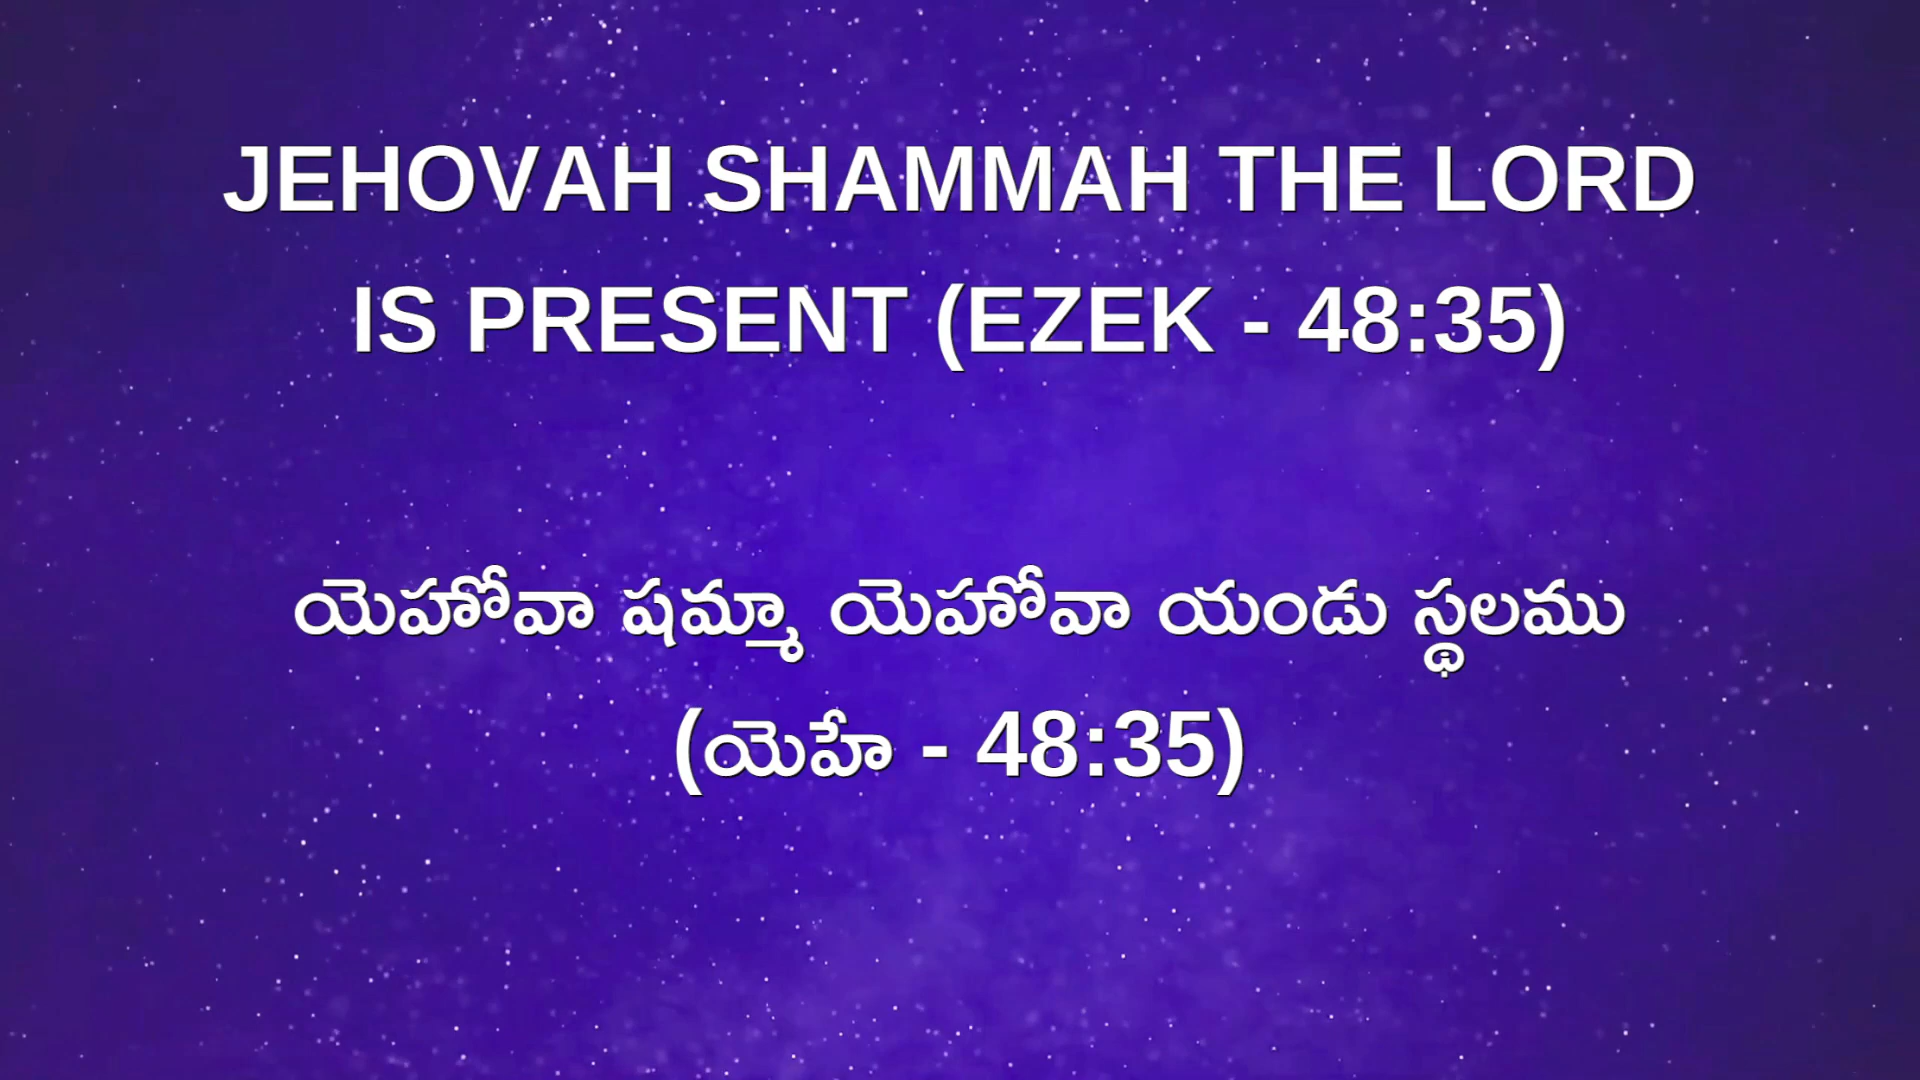 JEHOVAH SHAMMAH THE LORD
IS PRESENT (EZEK - 48:35)
యెహోవా షమ్మా యెహోవా యండు స్థలము
(యెహే - 48:35)